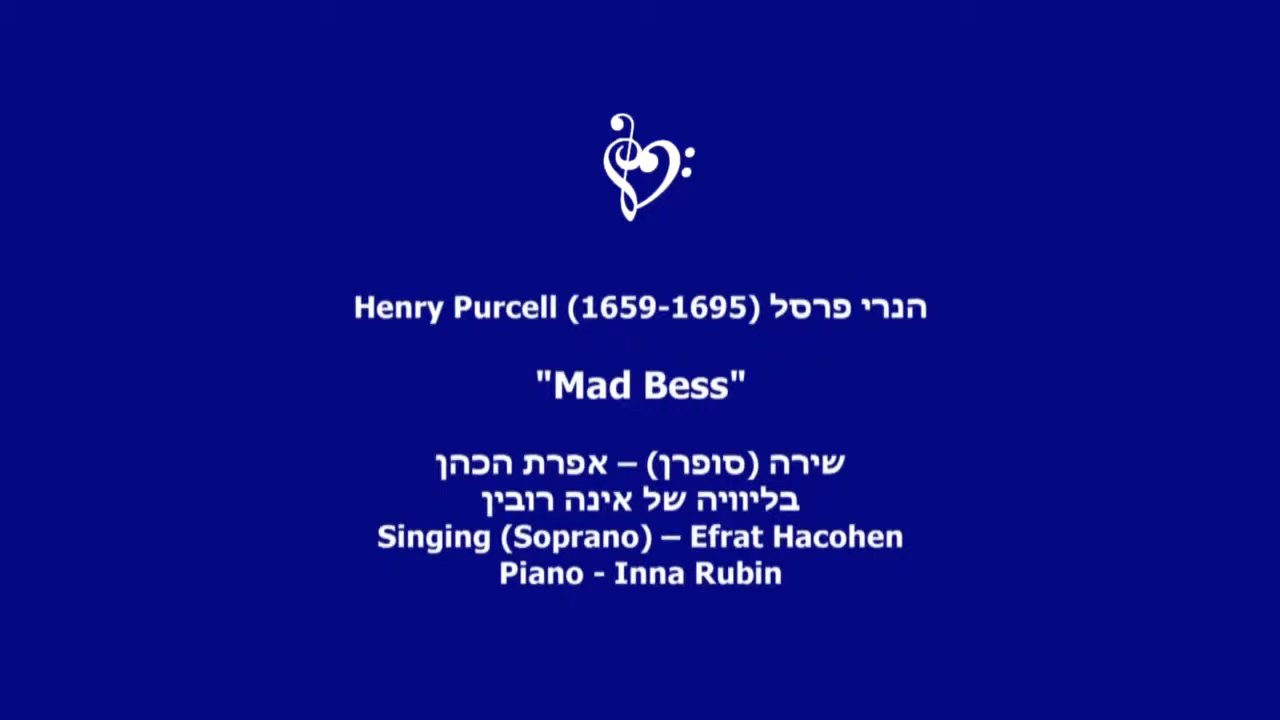 Henry Purcell (1659-1695) הנרי פרסל
"Mad Bess"
שירה (סופרן) – אפרת הכהן
בליוויה של אינה רובין
Singing (Soprano) – Efrat Hacohen
Piano - Inna Rubin